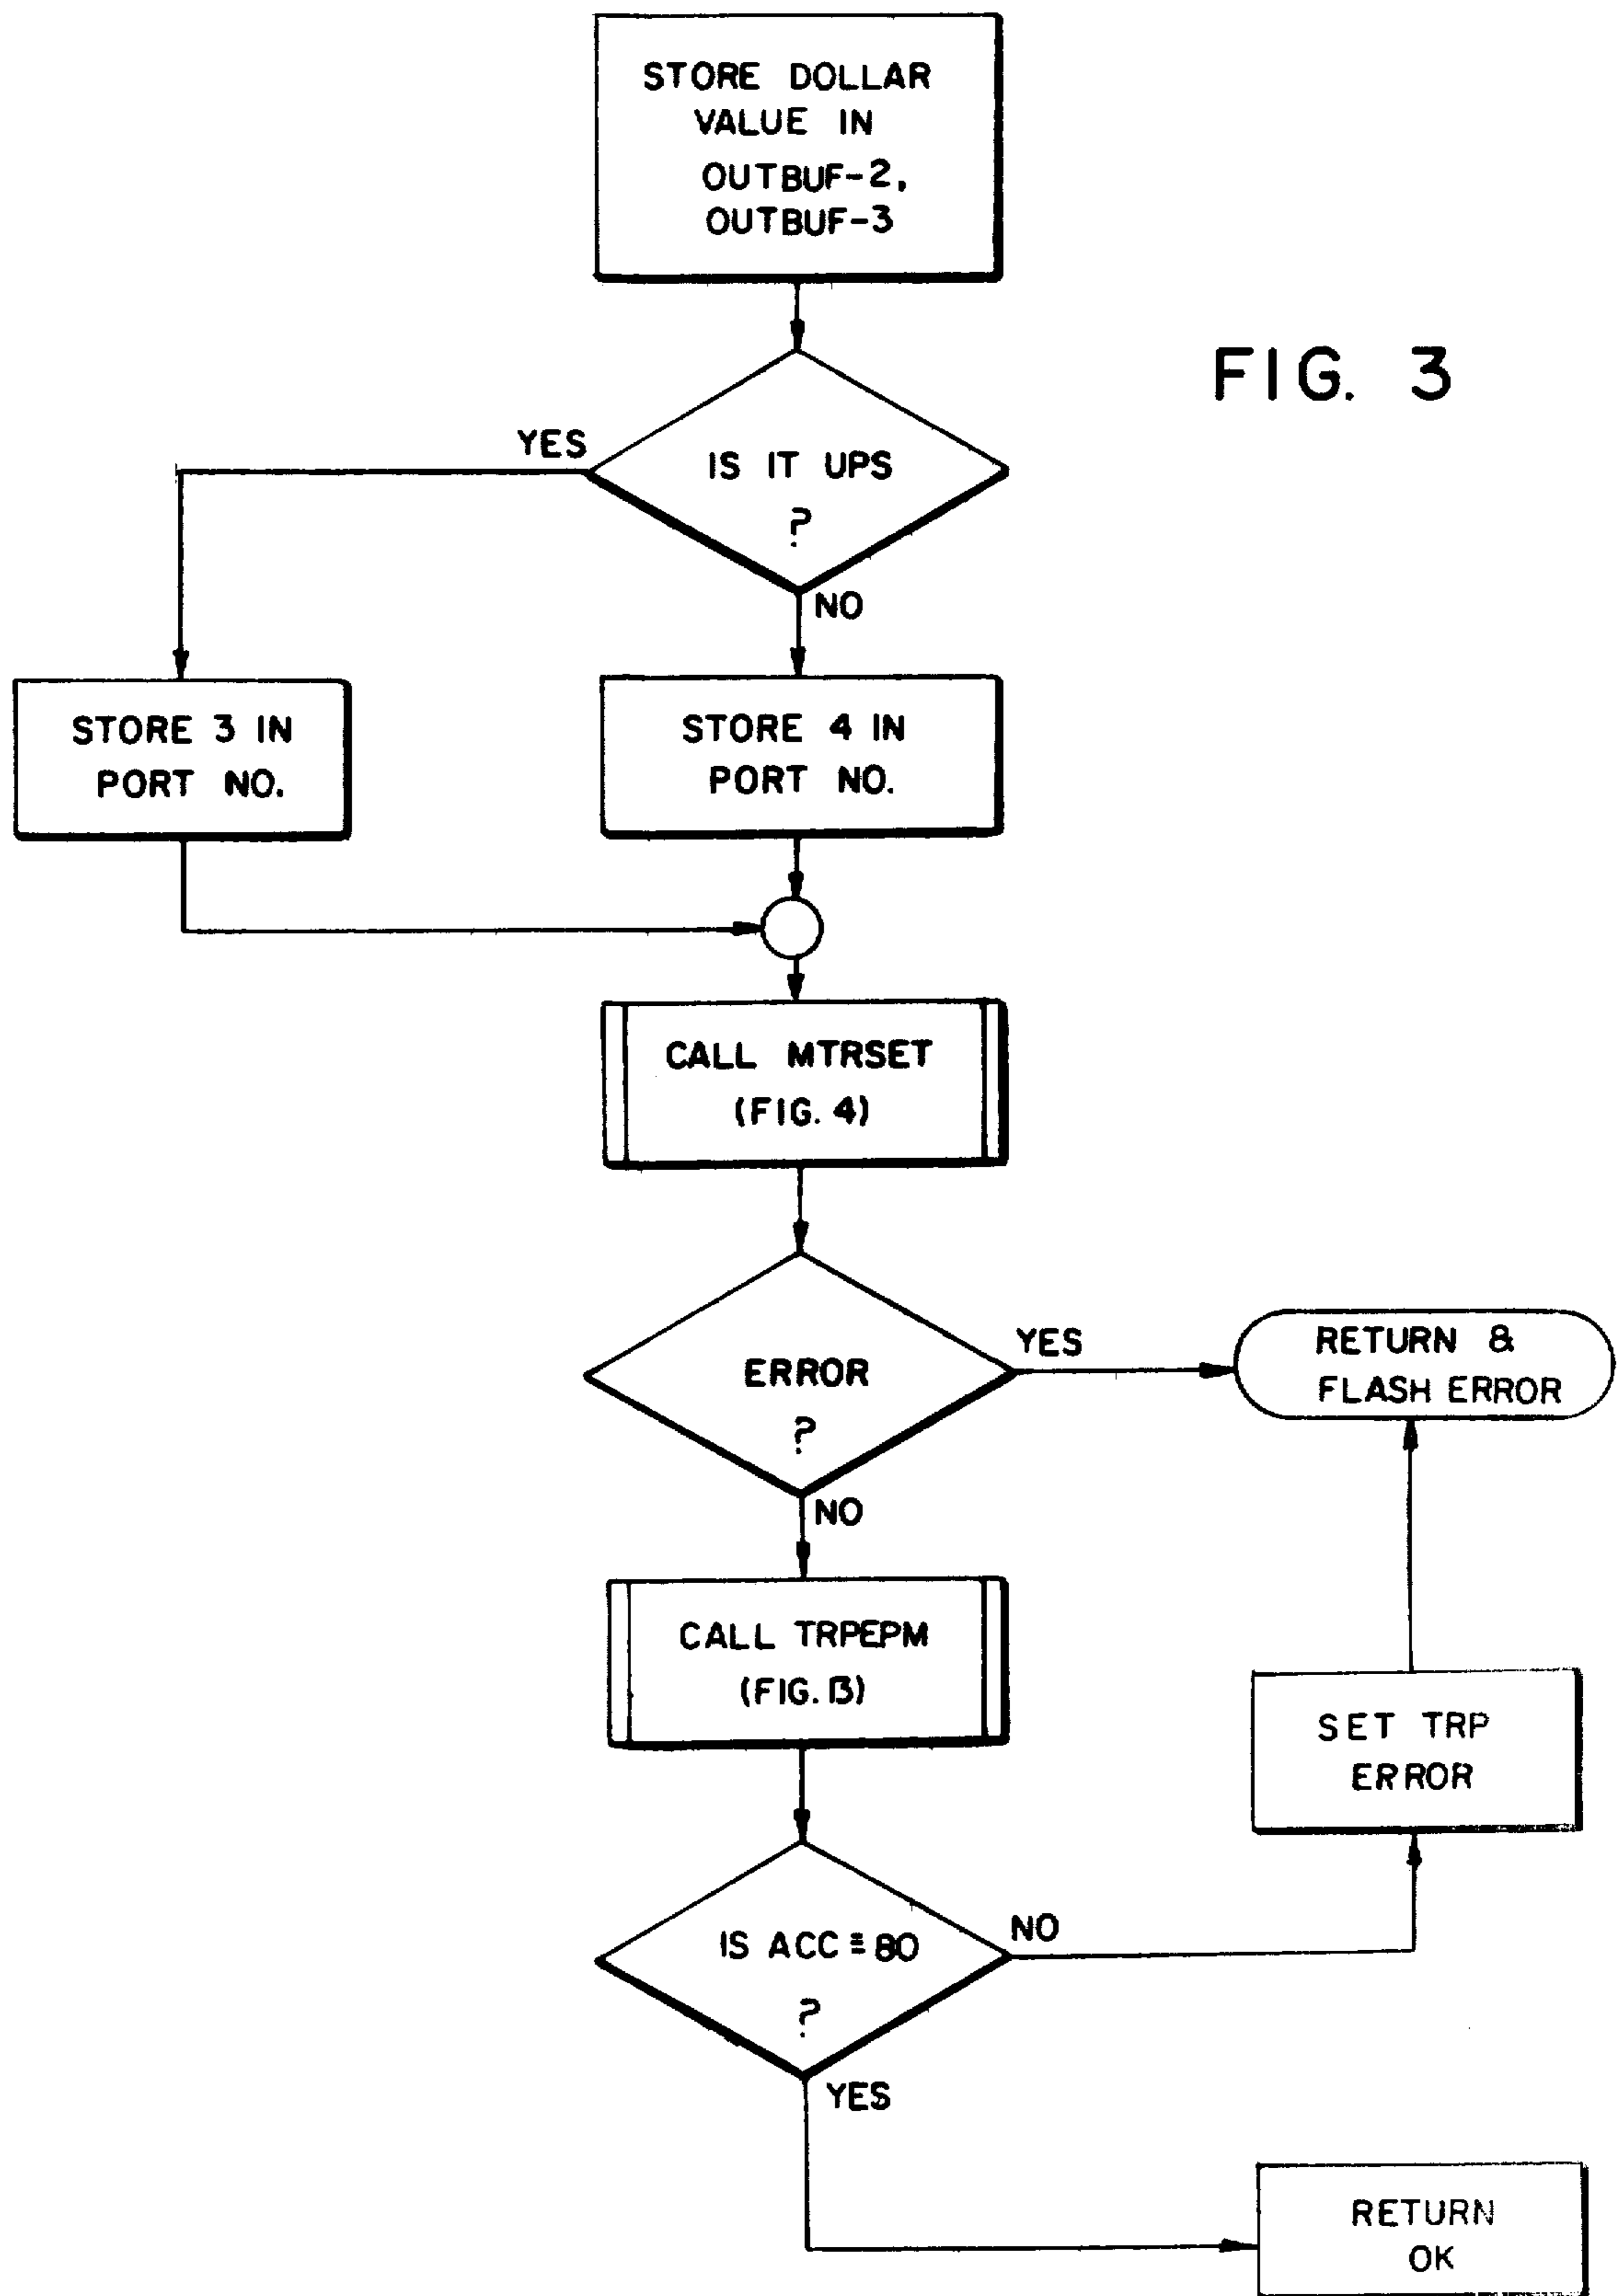 STORE DOLLAR
VALUE IN
OUTBUF-2,
OUTBUF-3
FIG. 3
YES
IS IT UPS
?
NO
STORE 3 IN
PORT NO.
STORE 4 IN
PORT NO.
CALL MTRSET
(FIG. 4)
ERROR
?
YES
RETURN &
FLASH ERROR
NO
CALL TRPEPM
(FIG. 13)
SET TRP
ERROR
IS ACC = 80
?
NO
YES
RETURN
OK